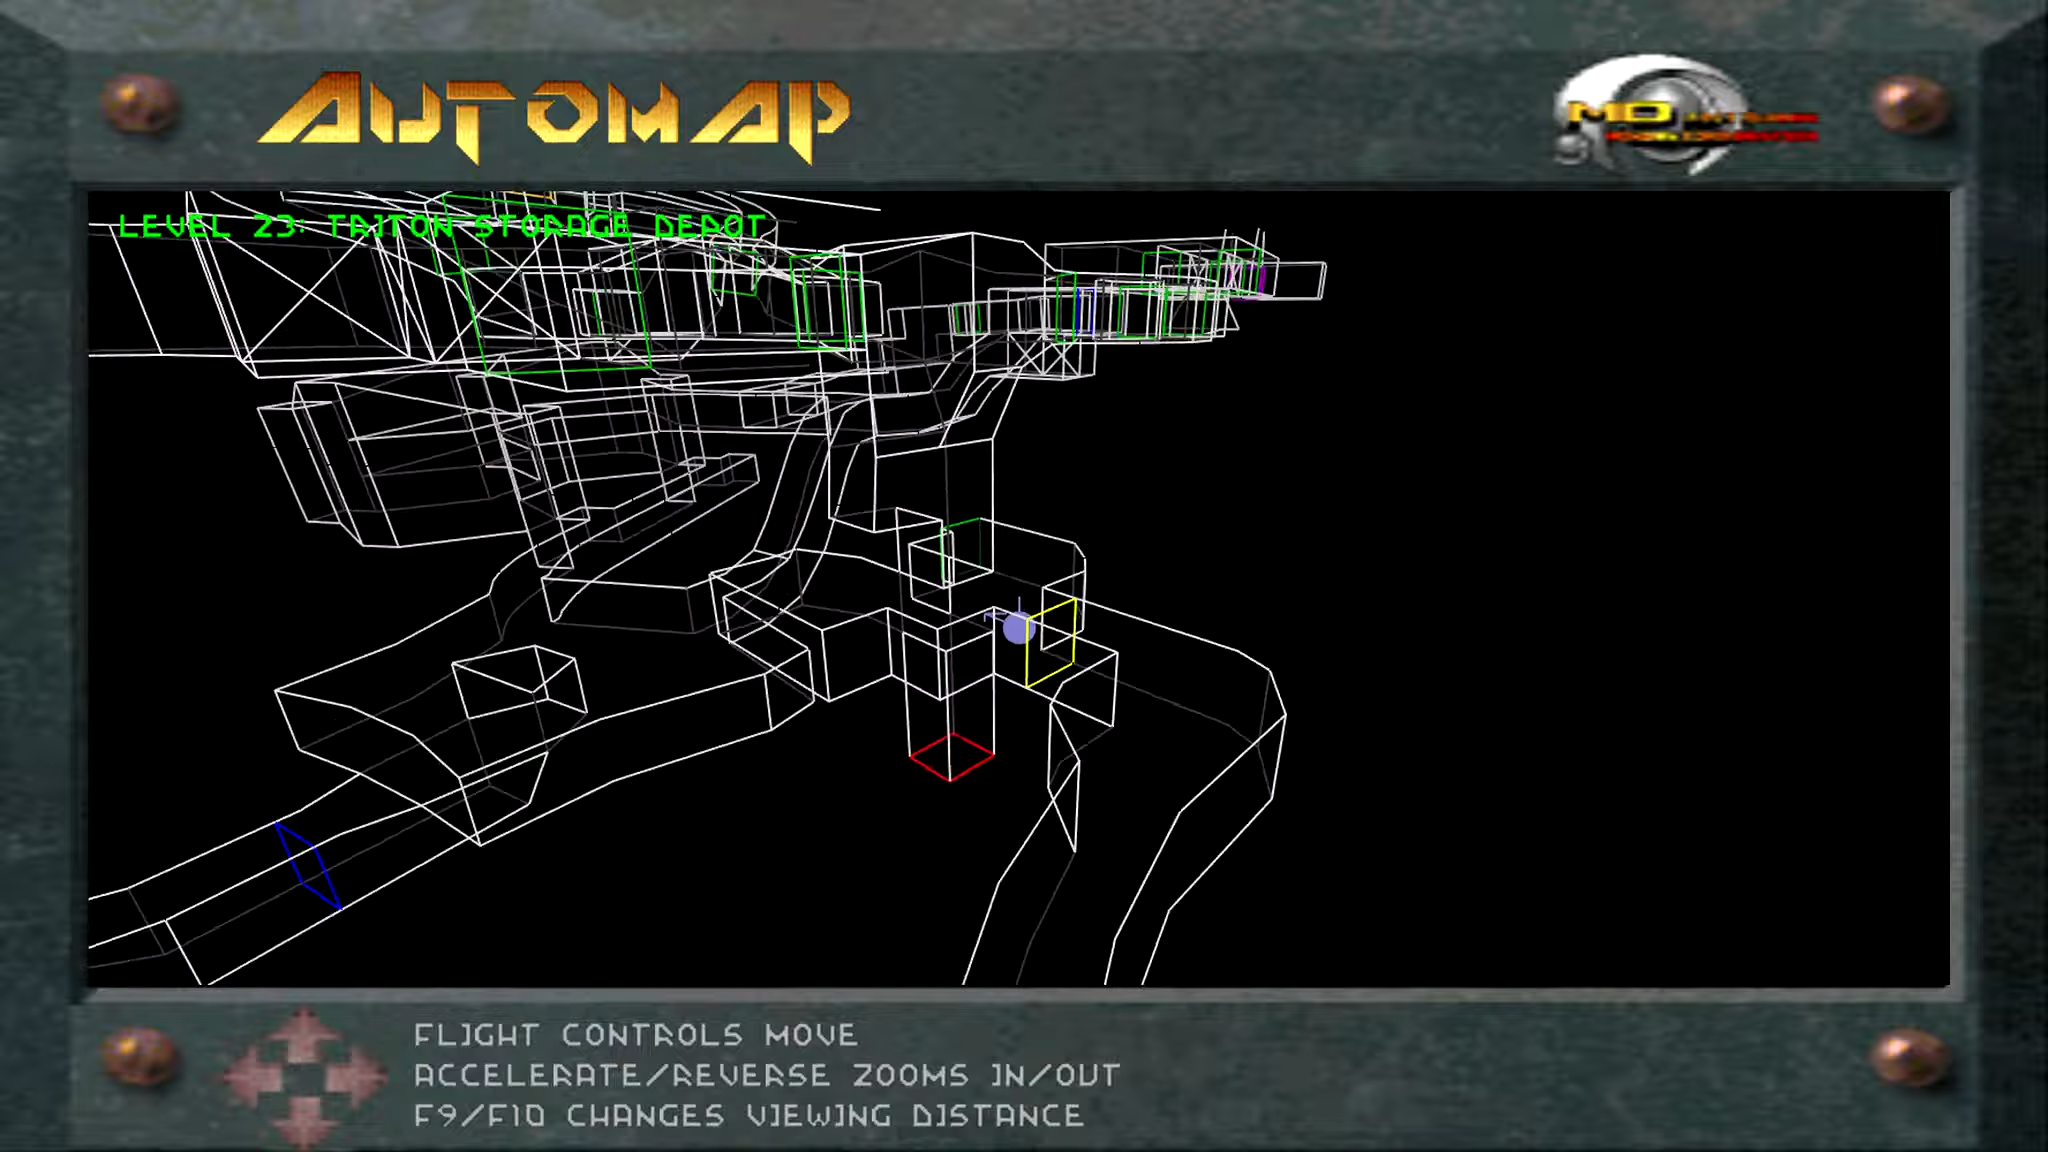 AUTOMAP
MD
LEVEL 23: TRITON STORAGE DEPOT
FLIGHT CONTROLS MOVE
ACCELERATE/REVERSE ZOOMS IN/OUT
F9/F10 CHANGES VIEWING DISTANCE